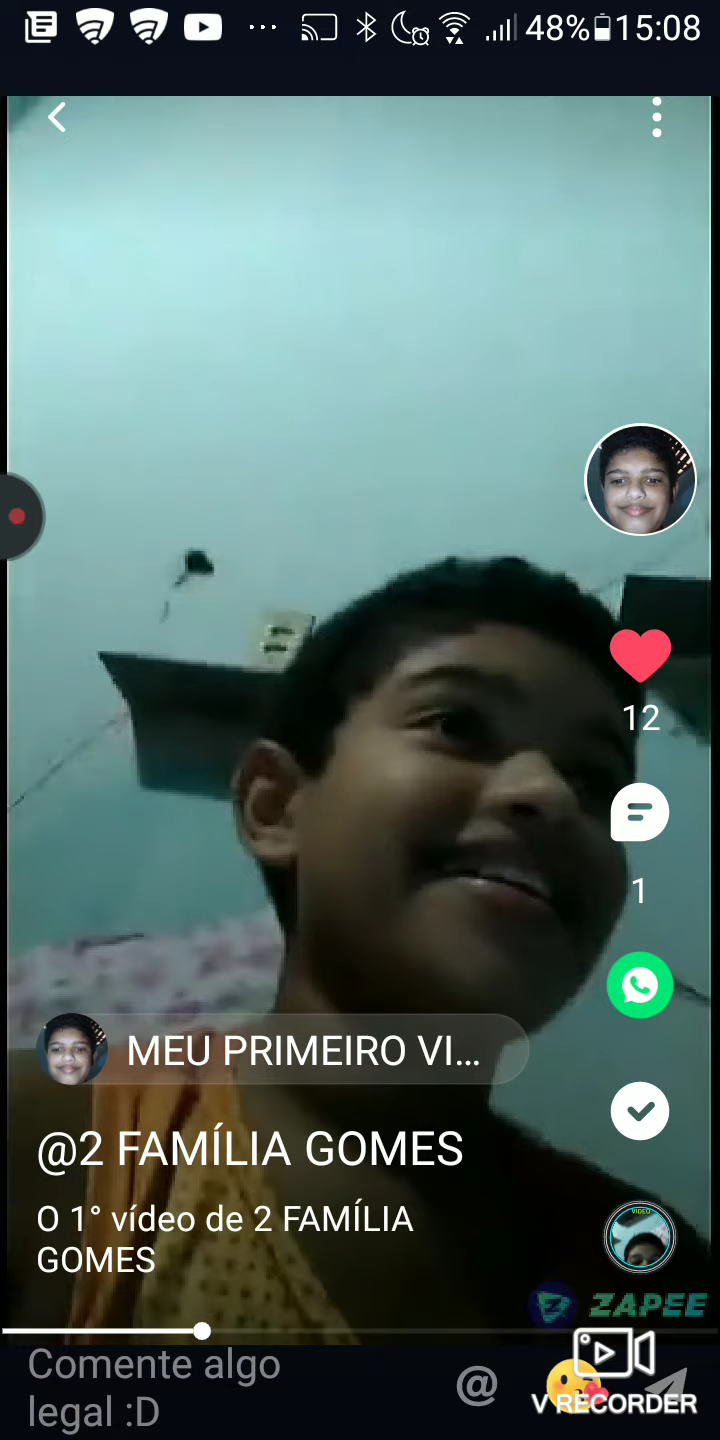 48% 15:08
12
1
MEU PRIMEIRO VI...
@2 FAMÍLIA GOMES
O 1° vídeo de 2 FAMÍLIA
GOMES
VIDEO
ZAPEE
Comente algo
legal :D
@
V RECORDER